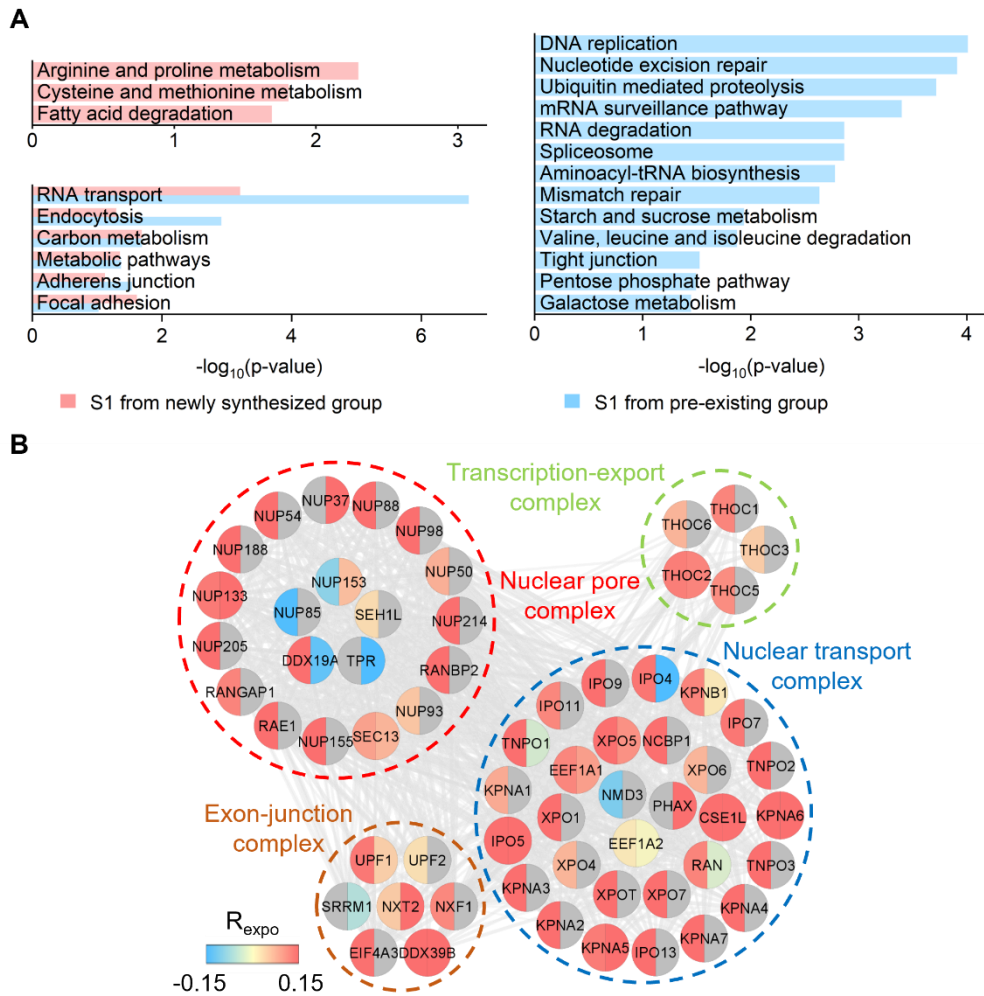 A
Arginine and proline metabolism
Cysteine and methionine metabolism
Fatty acid degradation
0 1 2 3
RNA transport
Endocytosis
Carbon metabolism
Metabolic pathways
Adherens junction
Focal adhesion
0 2 4 6
-log10(p-value)
S1 from newly synthesized group
DNA replication
Nucleotide excision repair
Ubiquitin mediated proteolysis
mRNA surveillance pathway
RNA degradation
Spliceosome
Aminoacyl-tRNA biosynthesis
Mismatch repair
Starch and sucrose metabolism
Valine, leucine and isoleucine degradation
Tight junction
Pentose phosphate pathway
Galactose metabolism
0 1 2 3 4
-log10(p-value)
S1 from pre-existing group
B
Nuclear pore
complex
NUP37
NUP88
NUP54
NUP98
NUP188
NUP50
NUP153
NUP133
NUP85
SEH1L
NUP214
NUP205
DDX19A
TPR
RANBP2
RANGAP1
NUP93
RAE1
NUP155
SEC13
Transcription-export
complex
THOC1
THOC6
THOC3
THOC2
THOC5
Nuclear transport
complex
IPO9
IPO4
KPNB1
IPO11
IPO7
TNPO1
XPO5
NCBP1
TNPO2
EEF1A1
XPO6
KPNA1
NMD3
PHAX
CSE1L
KPNA6
XPO1
IPO5
EEF1A2
XPO4
RAN
TNPO3
KPNA3
XPOT
XPO7
KPNA4
KPNA2
KPNA7
KPNA5
IPO13
Exon-junction
complex
UPF1
UPF2
SRRM1
NXT2
NXF1
EIF4A3
DDX39B
Rexpo
-0.15 0.15